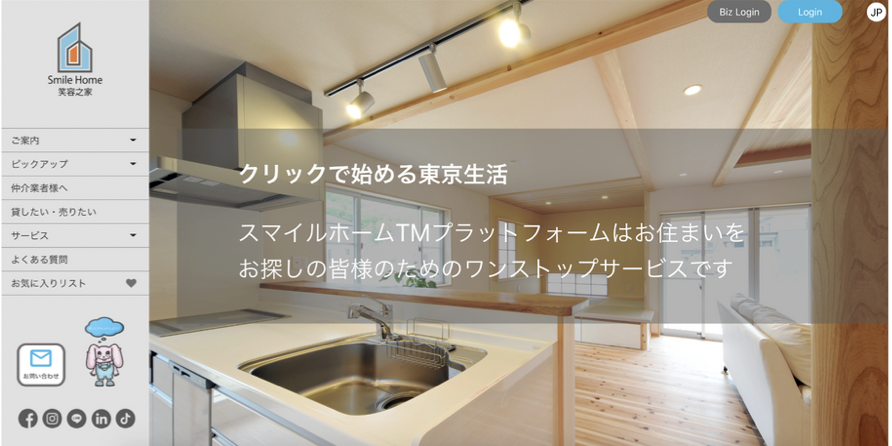 Biz Login
Login
JP
Smile Home
笑容之家
ご案内
ピックアップ
仲介業者様へ
貸したい・売りたい
サービス
よくある質問
お気に入りリスト
お問い合わせ
クリックで始める東京生活
スマイルホームTMプラットフォームはお住まいを
お探しの皆様のためのワンストップサービスです